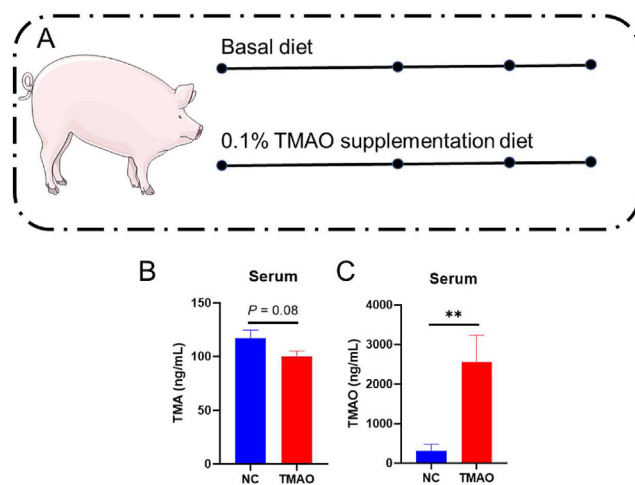 A
Basal diet
0.1% TMAO supplementation diet
B
Serum
P = 0.08
TMA (ng/mL)
150
100
50
0
NC
TMAO
C
Serum
**
TMAO (ng/mL)
4000
3000
2000
1000
0
NC
TMAO